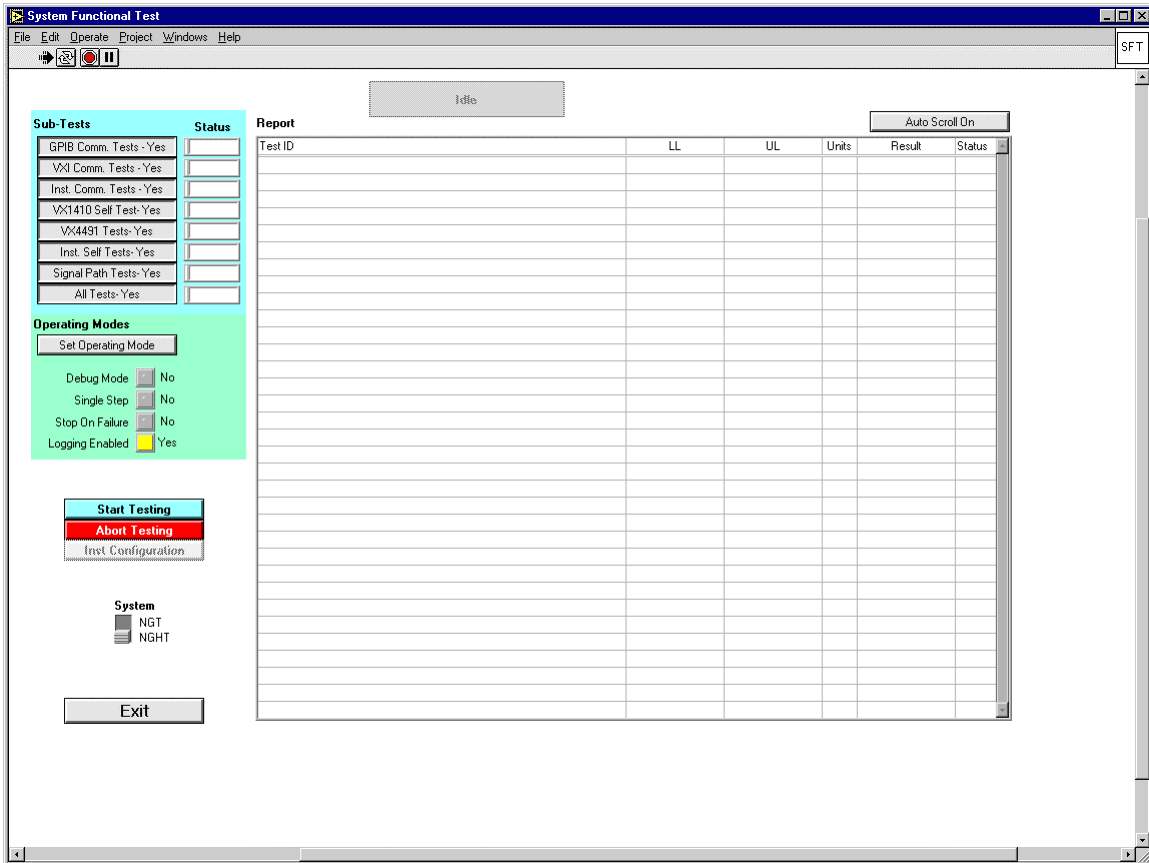 System Functional Test
File Edit Operate Project Windows Help
SFT
Idle
Sub-Tests
Status
GPIB Comm. Tests - Yes
VXI Comm. Tests - Yes
Inst. Comm. Tests - Yes
VX1410 Self Test- Yes
VX4491 Tests- Yes
Inst. Self Tests- Yes
Signal Path Tests- Yes
All Tests- Yes
Operating Modes
Set Operating Mode
Debug Mode No
Single Step No
Stop On Failure No
Logging Enabled Yes
Start Testing
Abort Testing
Inst Configuration
System
NGT
NGHT
Exit
Report
Auto Scroll On
Test ID LL UL Units Result Status